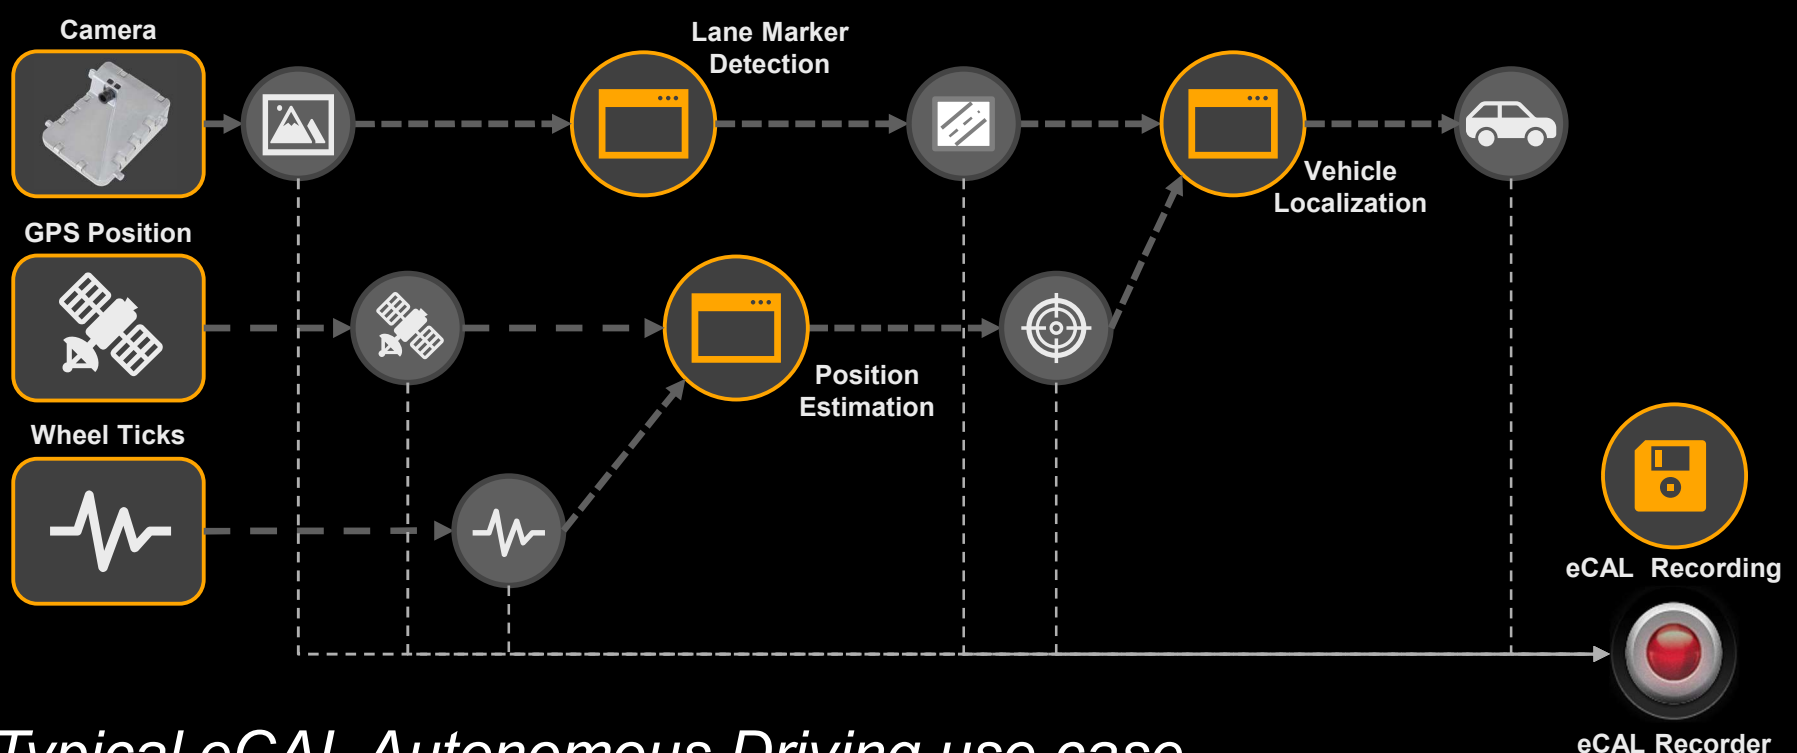 Camera
Lane Marker
Detection
Vehicle
Localization
GPS Position
Position
Estimation
Wheel Ticks
eCAL Recording
eCAL Recorder
Typical eCAL Autonomous Driving use case